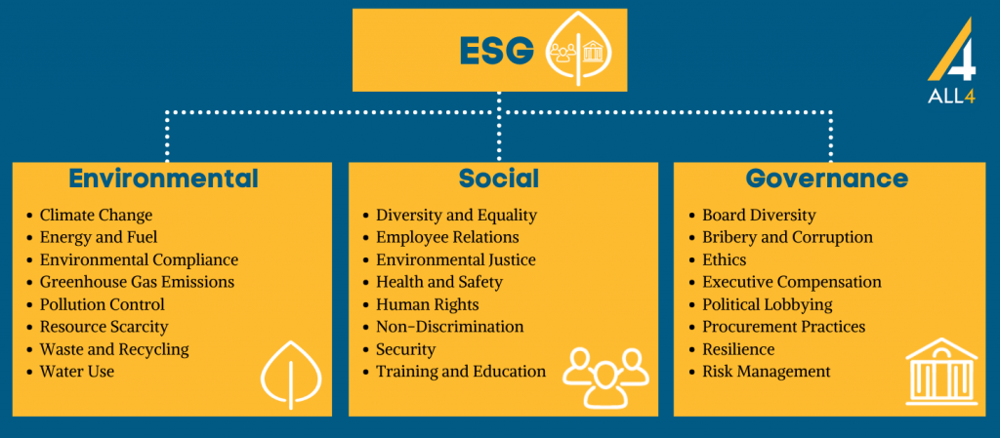 ESG
ALL4
Environmental
• Climate Change
• Energy and Fuel
• Environmental Compliance
• Greenhouse Gas Emissions
• Pollution Control
• Resource Scarcity
• Waste and Recycling
• Water Use
Social
• Diversity and Equality
• Employee Relations
• Environmental Justice
• Health and Safety
• Human Rights
• Non-Discrimination
• Security
• Training and Education
Governance
• Board Diversity
• Bribery and Corruption
• Ethics
• Executive Compensation
• Political Lobbying
• Procurement Practices
• Resilience
• Risk Management